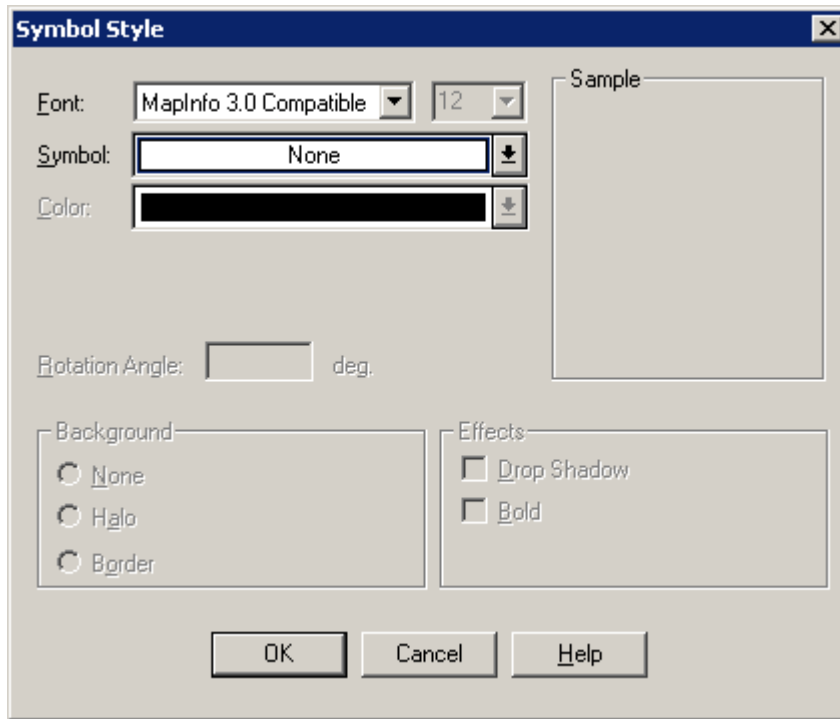 Symbol Style
Font: MapInfo 3.0 Compatible 12
Sample
Symbol: None
Color:
Rotation Angle: deg.
Background
None
Halo
Border
Effects
Drop Shadow
Bold
OK Cancel Help